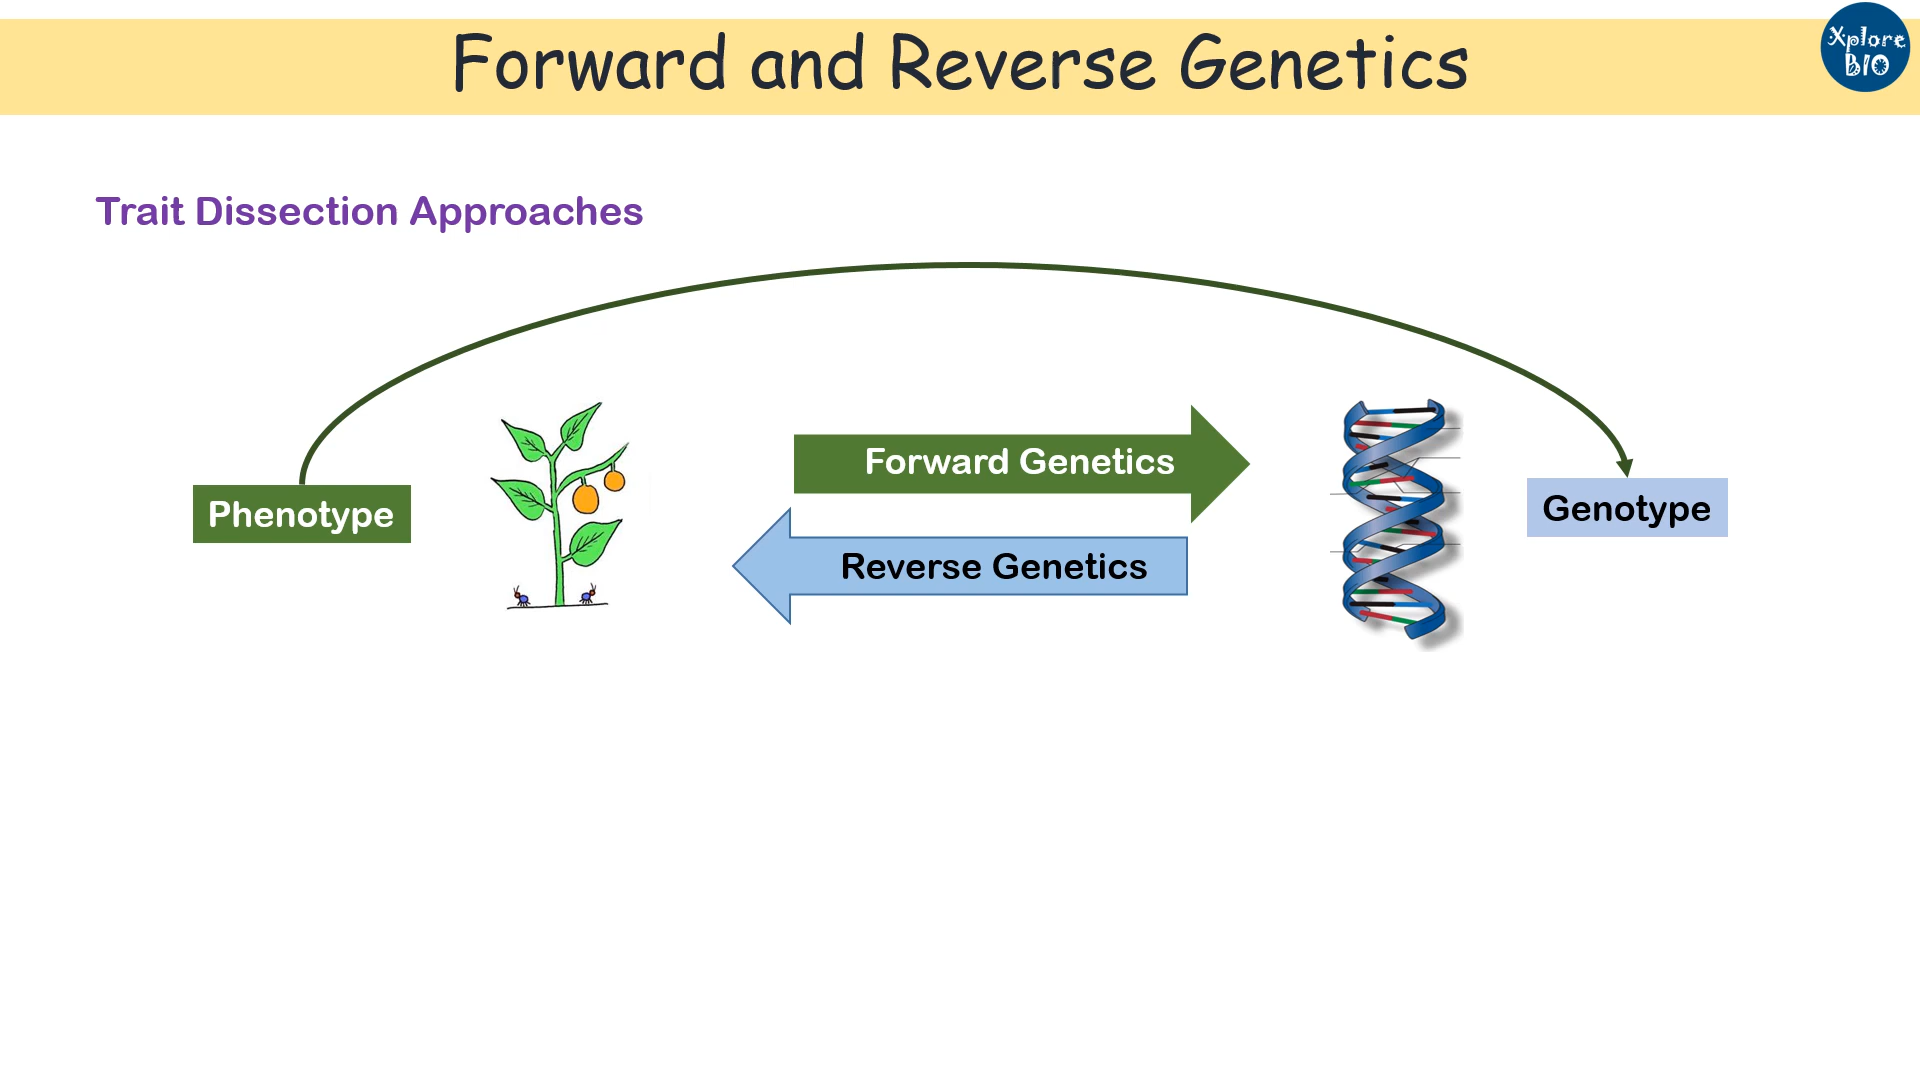 Forward and Reverse Genetics
Xplore
BIO
Trait Dissection Approaches
Forward Genetics
Phenotype
Genotype
Reverse Genetics